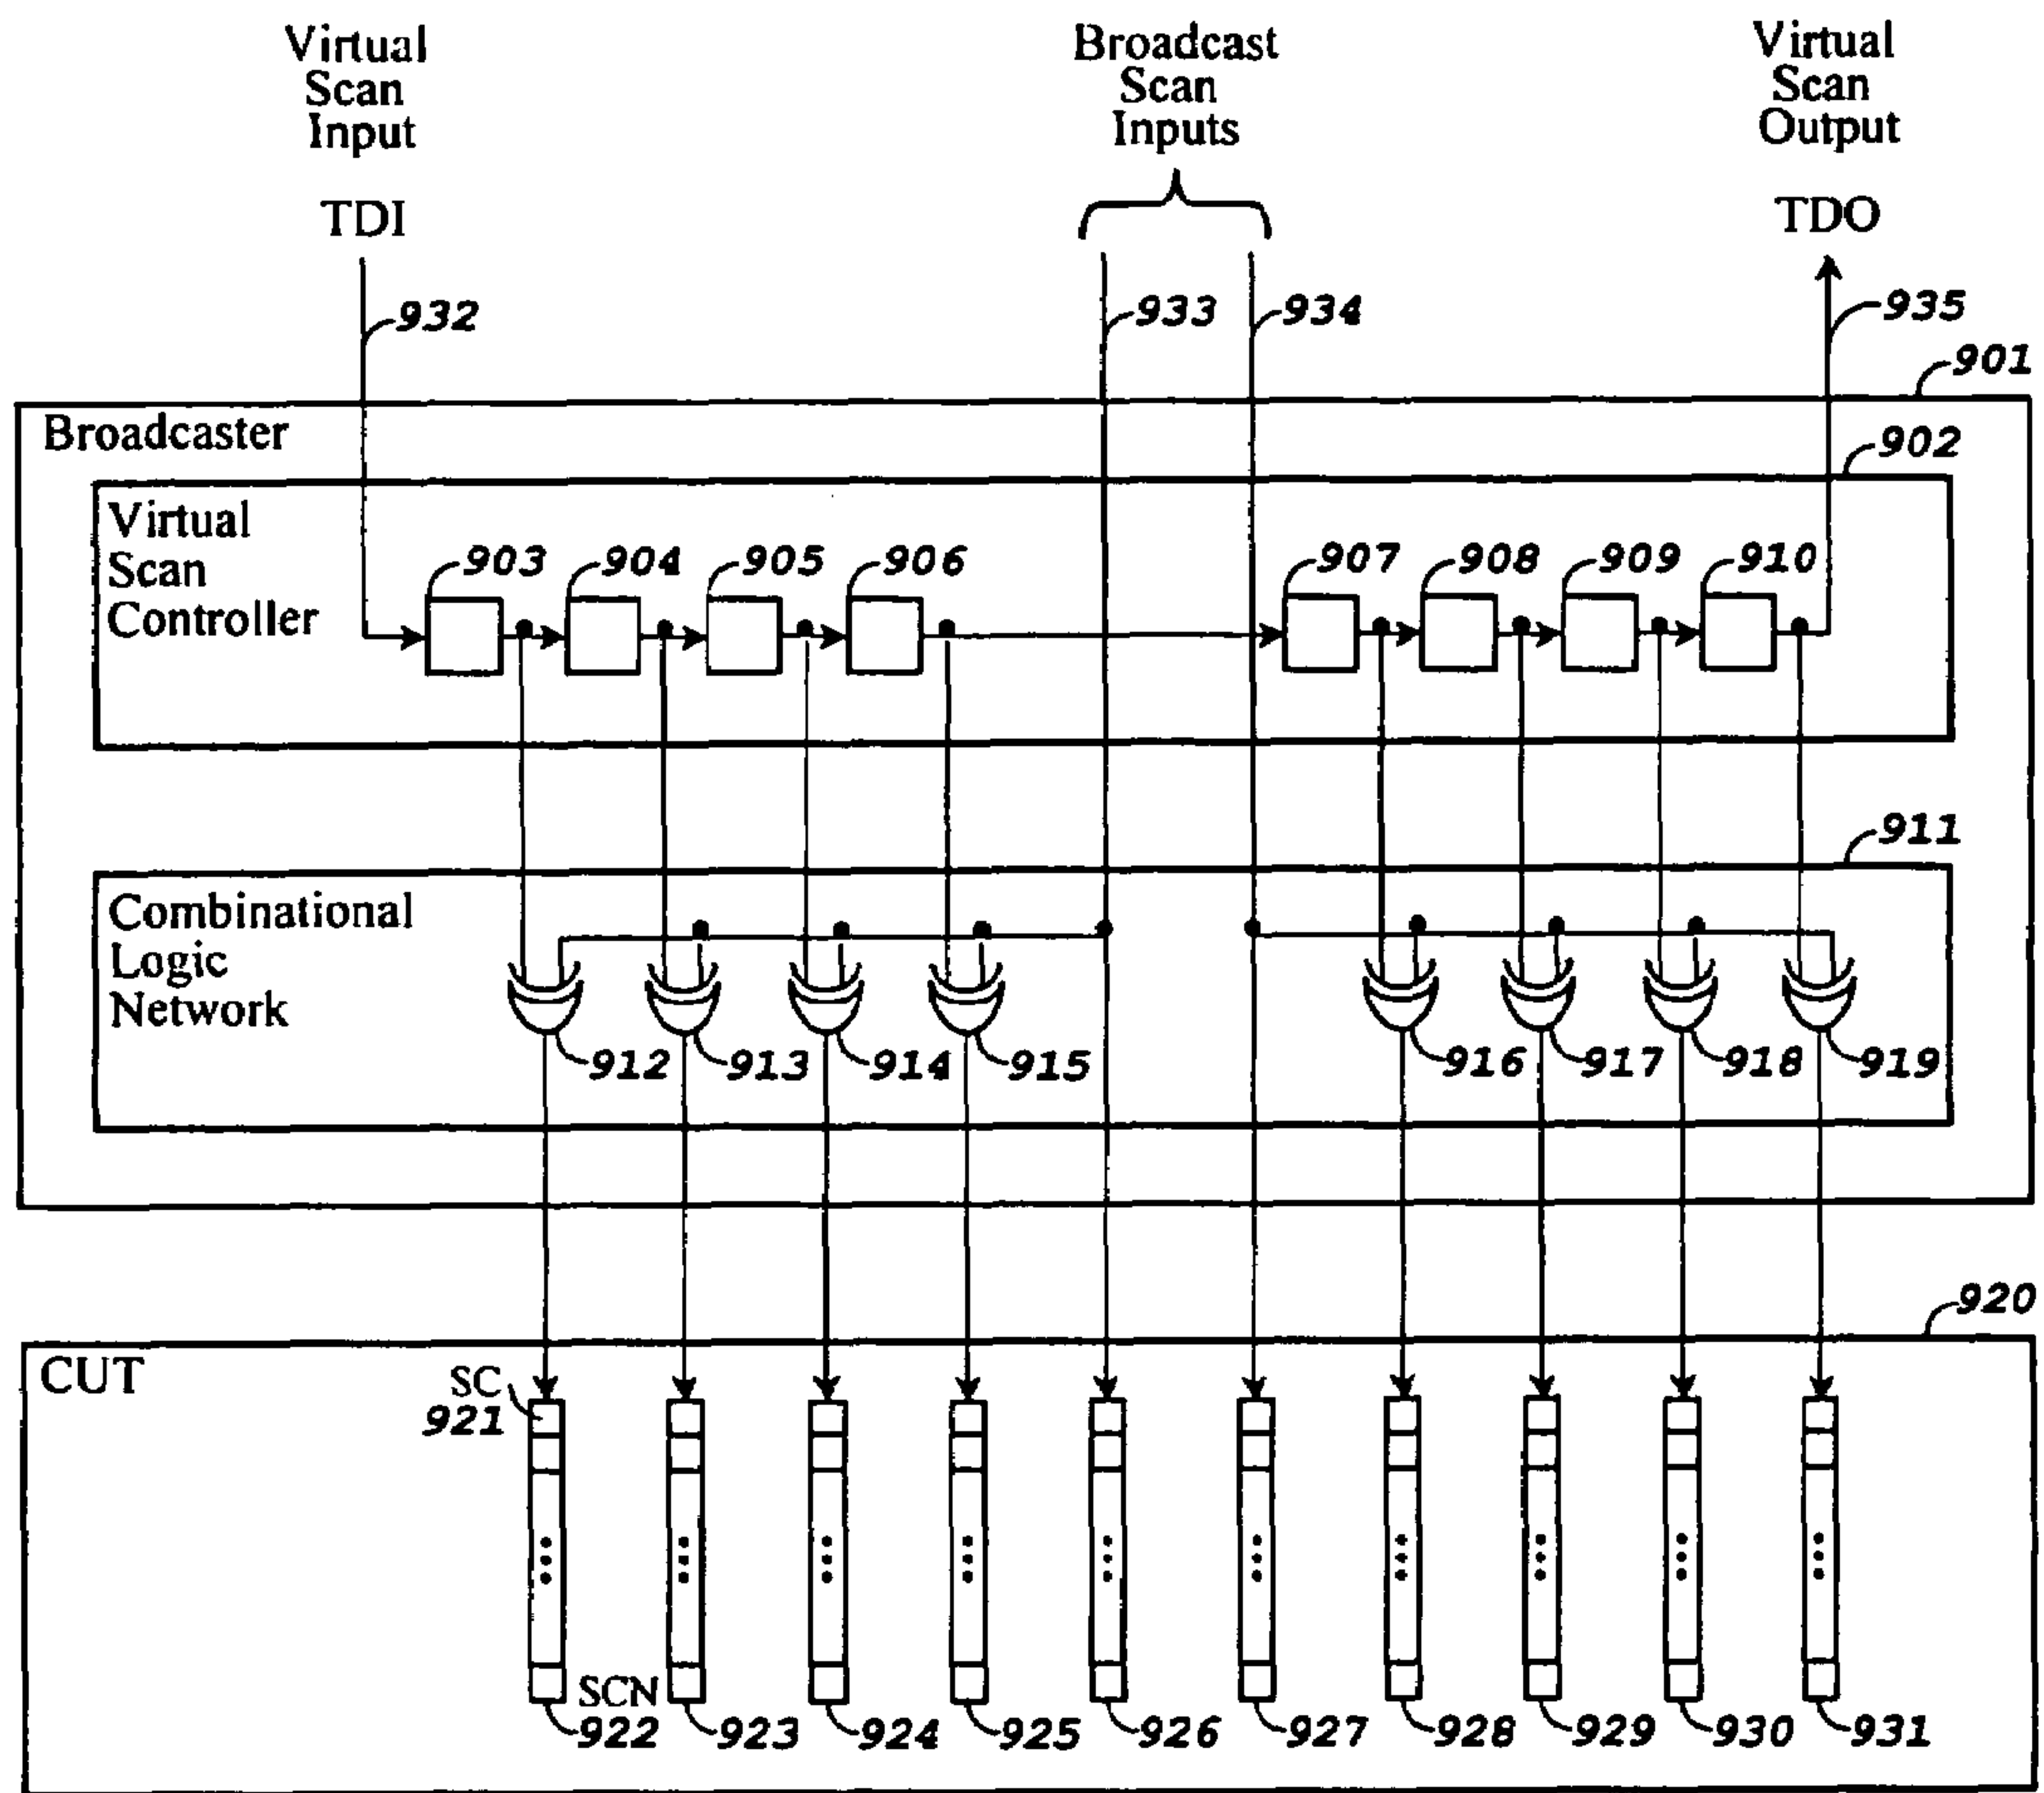 Virtual
Scan
Input
Broadcast
Scan
Inputs
Virtual
Scan
Output
TDI
TDO
932
933
934
935
901
Broadcaster
902
Virtual
Scan
Controller
903
904
905
906
907
908
909
910
911
Combinational
Logic
Network
912
913
914
915
916
917
918
919
920
CUT
SC
921
SCN
922
923
924
925
926
927
928
929
930
931